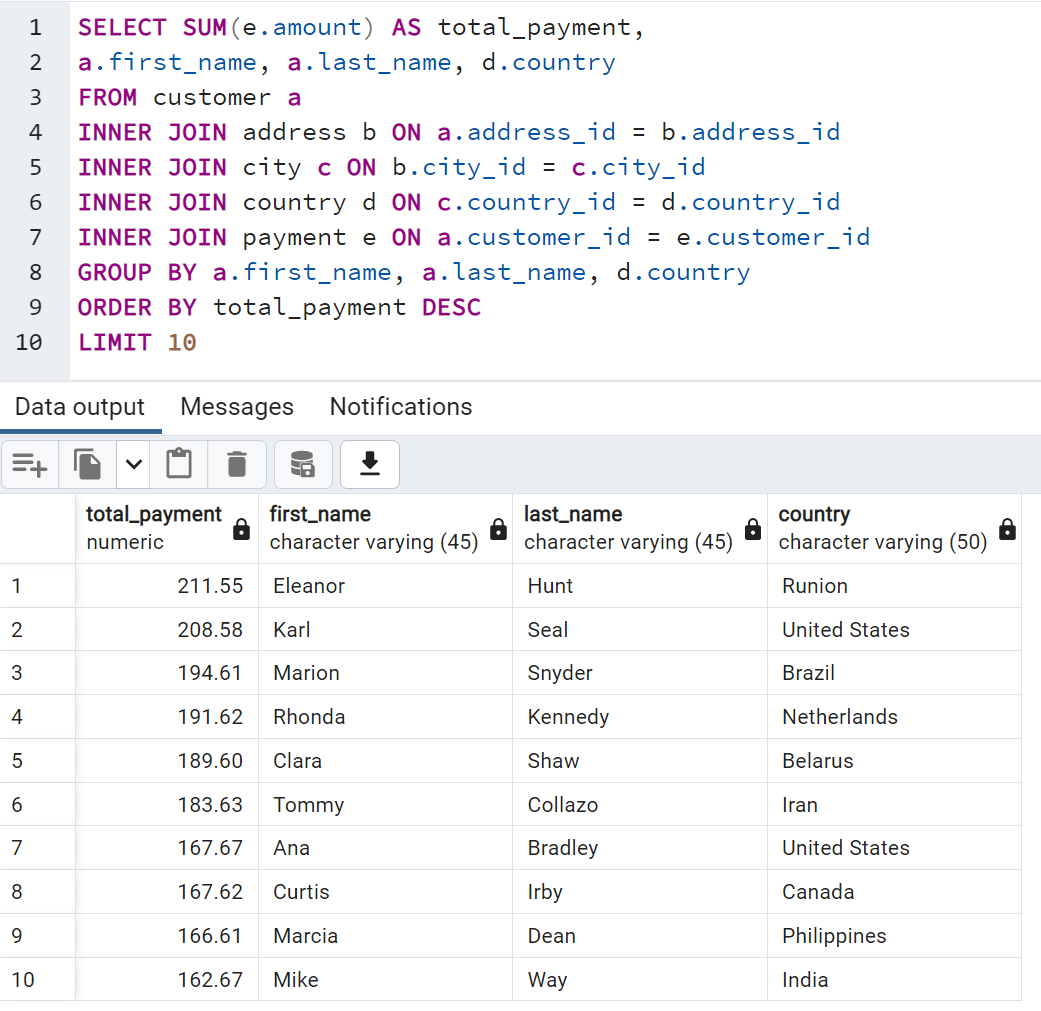 1 SELECT SUM(e.amount) AS total_payment,
2 a.first_name, a.last_name, d.country
3 FROM customer a
4 INNER JOIN address b ON a.address_id = b.address_id
5 INNER JOIN city c ON b.city_id = c.city_id
6 INNER JOIN country d ON c.country_id = d.country_id
7 INNER JOIN payment e ON a.customer_id = e.customer_id
8 GROUP BY a.first_name, a.last_name, d.country
9 ORDER BY total_payment DESC
10 LIMIT 10
Data output Messages Notifications
total_payment first_name last_name country
numeric character varying (45) character varying (45) character varying (50)
1 211.55 Eleanor Hunt Runion
2 208.58 Karl Seal United States
3 194.61 Marion Snyder Brazil
4 191.62 Rhonda Kennedy Netherlands
5 189.60 Clara Shaw Belarus
6 183.63 Tommy Collazo Iran
7 167.67 Ana Bradley United States
8 167.62 Curtis Irby Canada
9 166.61 Marcia Dean Philippines
10 162.67 Mike Way India